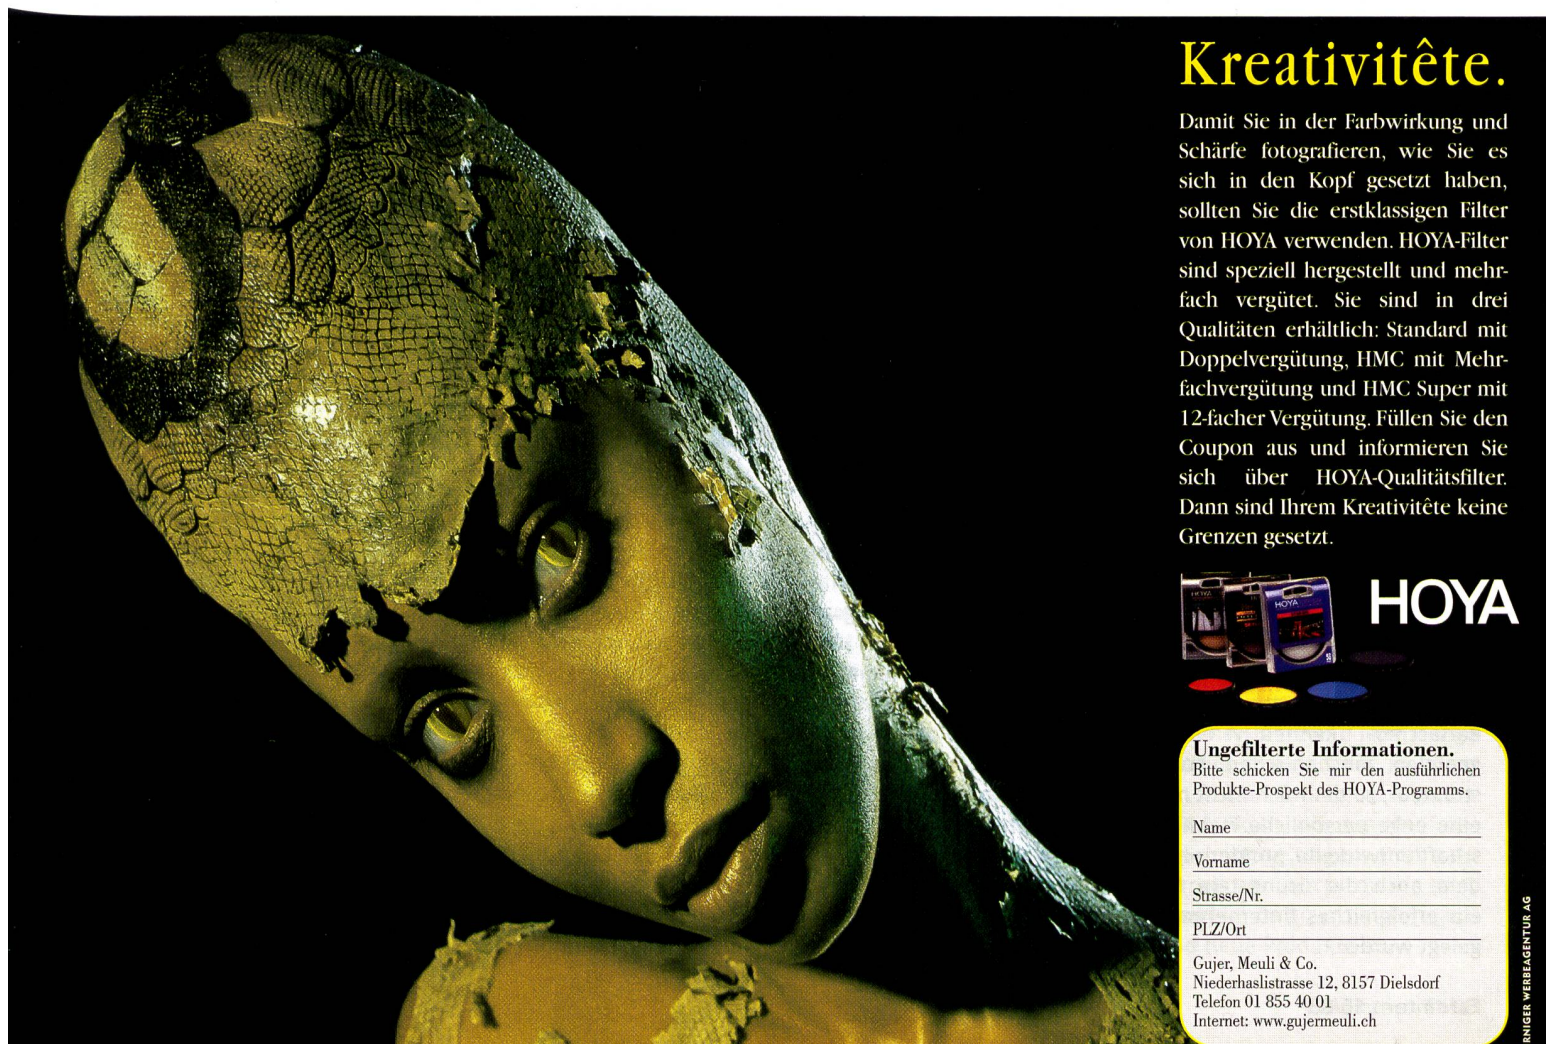 Kreativitête.
Damit Sie in der Farbwirkung und
Schärfe fotografieren, wie Sie es
sich in den Kopf gesetzt haben,
sollten Sie die erstklassigen Filter
von HOYA verwenden. HOYA-Filter
sind speziell hergestellt und mehr-
fach vergütet. Sie sind in drei
Qualitäten erhältlich: Standard mit
Doppelvergütung, HMC mit Mehr-
fachvergütung und HMC Super mit
12-facher Vergütung. Füllen Sie den
Coupon aus und informieren Sie
sich über HOYA-Qualitätsfilter.
Dann sind Ihrem Kreativitête keine
Grenzen gesetzt.
HOYA
HOYA
HOYA
Ungefilterte Informationen.
Bitte schicken Sie mir den ausführlichen
Produkte-Prospekt des HOYA-Programms.
Name
Vorname
Strasse/Nr.
PLZ/Ort
Gujer, Meuli & Co.
Niederhaslistrasse 12, 8157 Dielsdorf
Telefon 01 855 40 01
Internet: www.gujermeuli.ch
RNIGER WERBEAGENTUR AG